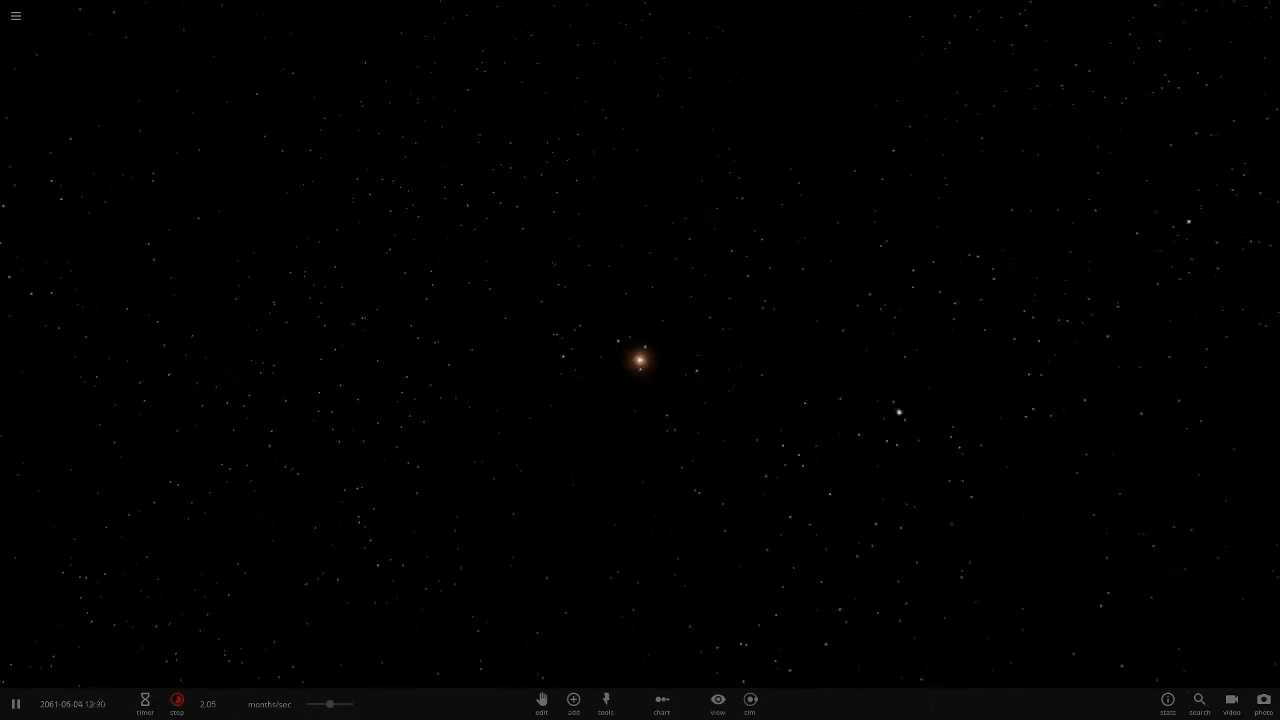 2061-05-04 13:30
timer
step
2.05
months/sec
edit
add
tools
chart
view
sim
stats
search
video
photo